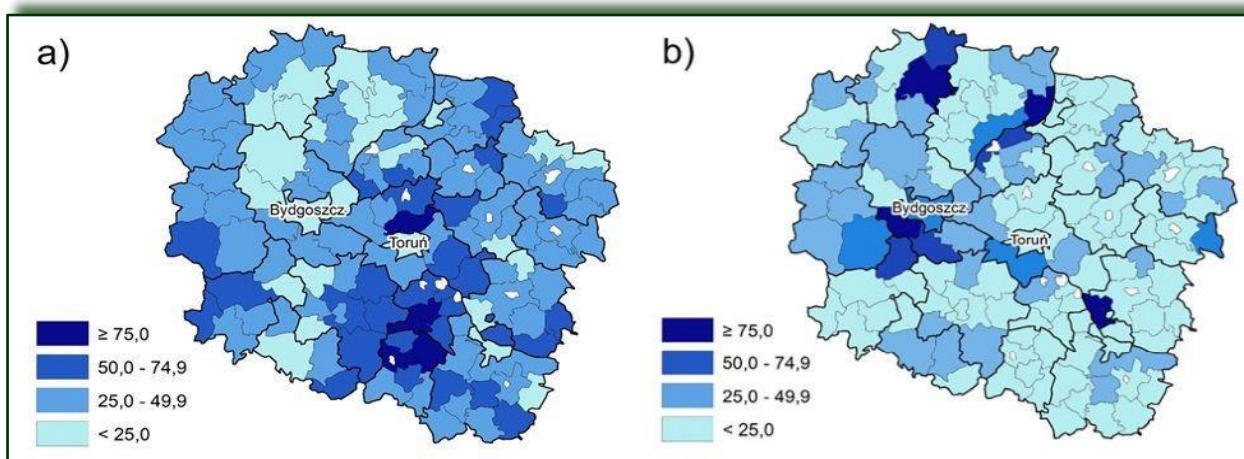 a)
Bydgoszcz
Toruń
≥ 75,0
50,0 - 74,9
25,0 - 49,9
< 25,0
b)
Bydgoszcz
Toruń
≥ 75,0
50,0 - 74,9
25,0 - 49,9
< 25,0